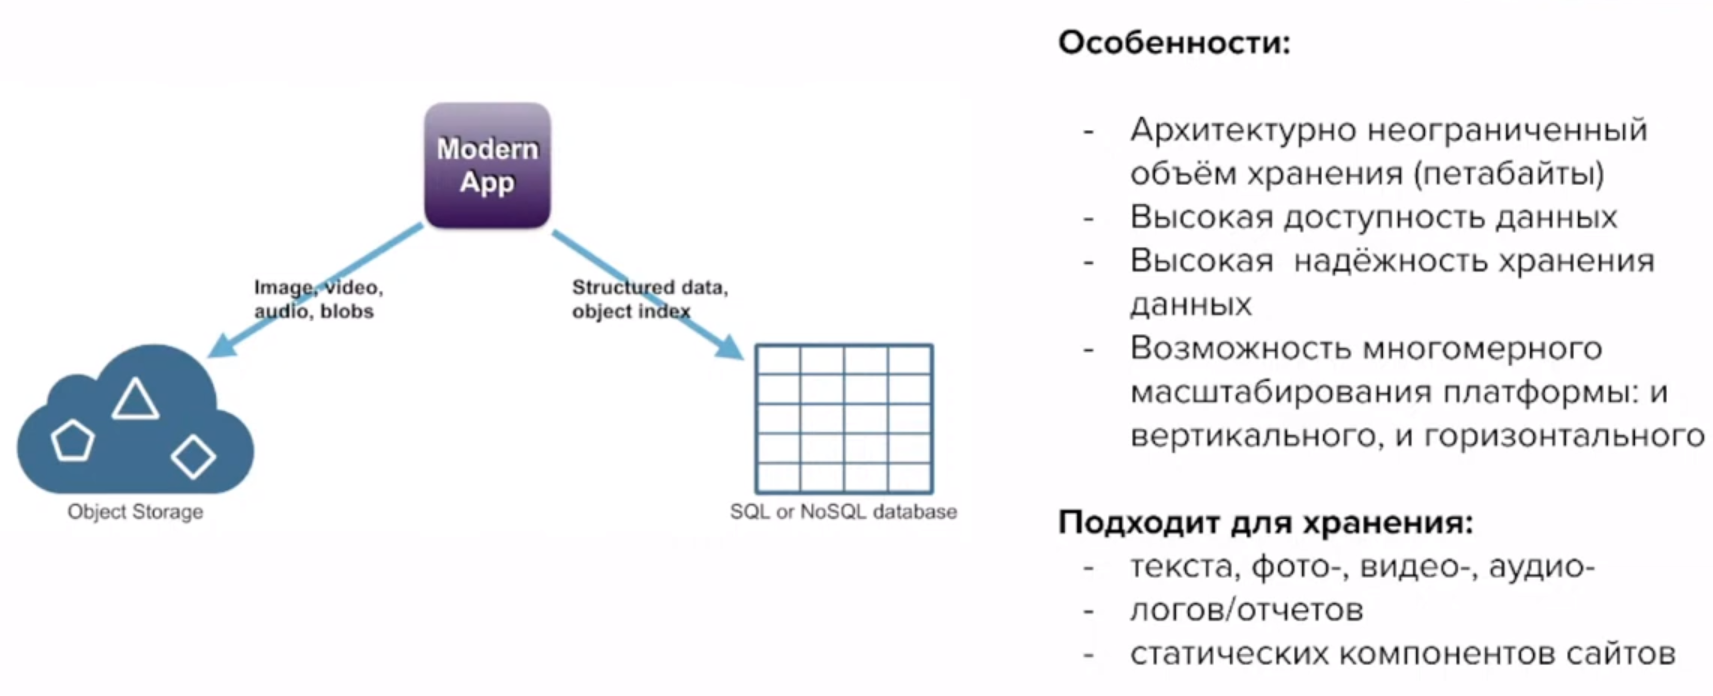 Modern
App
Image, video,
audio, blobs
Structured data,
object index
Object Storage
SQL or NoSQL database
Особенности:
- Архитектурно неограниченный
объём хранения (петабайты)
- Высокая доступность данных
- Высокая надёжность хранения
данных
- Возможность многомерного
масштабирования платформы: и
вертикального, и горизонтального
Подходит для хранения:
- текста, фото-, видео-, аудио-
- логов/отчетов
- статических компонентов сайтов